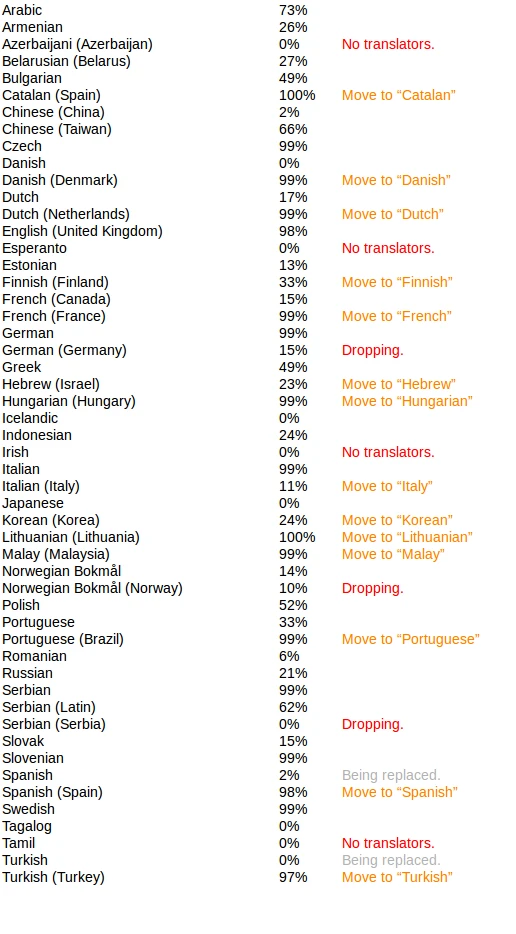 Arabic 73%
Armenian 26%
Azerbaijani (Azerbaijan) 0% No translators.
Belarusian (Belarus) 27%
Bulgarian 49%
Catalan (Spain) 100% Move to “Catalan”
Chinese (China) 2%
Chinese (Taiwan) 66%
Czech 99%
Danish 0%
Danish (Denmark) 99% Move to “Danish”
Dutch 17%
Dutch (Netherlands) 99% Move to “Dutch”
English (United Kingdom) 98%
Esperanto 0% No translators.
Estonian 13%
Finnish (Finland) 33% Move to “Finnish”
French (Canada) 15%
French (France) 99% Move to “French”
German 99%
German (Germany) 15% Dropping.
Greek 49%
Hebrew (Israel) 23% Move to “Hebrew”
Hungarian (Hungary) 99% Move to “Hungarian”
Icelandic 0%
Indonesian 24%
Irish 0% No translators.
Italian 99%
Italian (Italy) 11% Move to “Italy”
Japanese 0%
Korean (Korea) 24% Move to “Korean”
Lithuanian (Lithuania) 100% Move to “Lithuanian”
Malay (Malaysia) 99% Move to “Malay”
Norwegian Bokmål 14%
Norwegian Bokmål (Norway) 10% Dropping.
Polish 52%
Portuguese 33%
Portuguese (Brazil) 99% Move to “Portuguese”
Romanian 6%
Russian 21%
Serbian 99%
Serbian (Latin) 62%
Serbian (Serbia) 0% Dropping.
Slovak 15%
Slovenian 99%
Spanish 2% Being replaced.
Spanish (Spain) 98% Move to “Spanish”
Swedish 99%
Tagalog 0%
Tamil 0% No translators.
Turkish 0% Being replaced.
Turkish (Turkey) 97% Move to “Turkish”